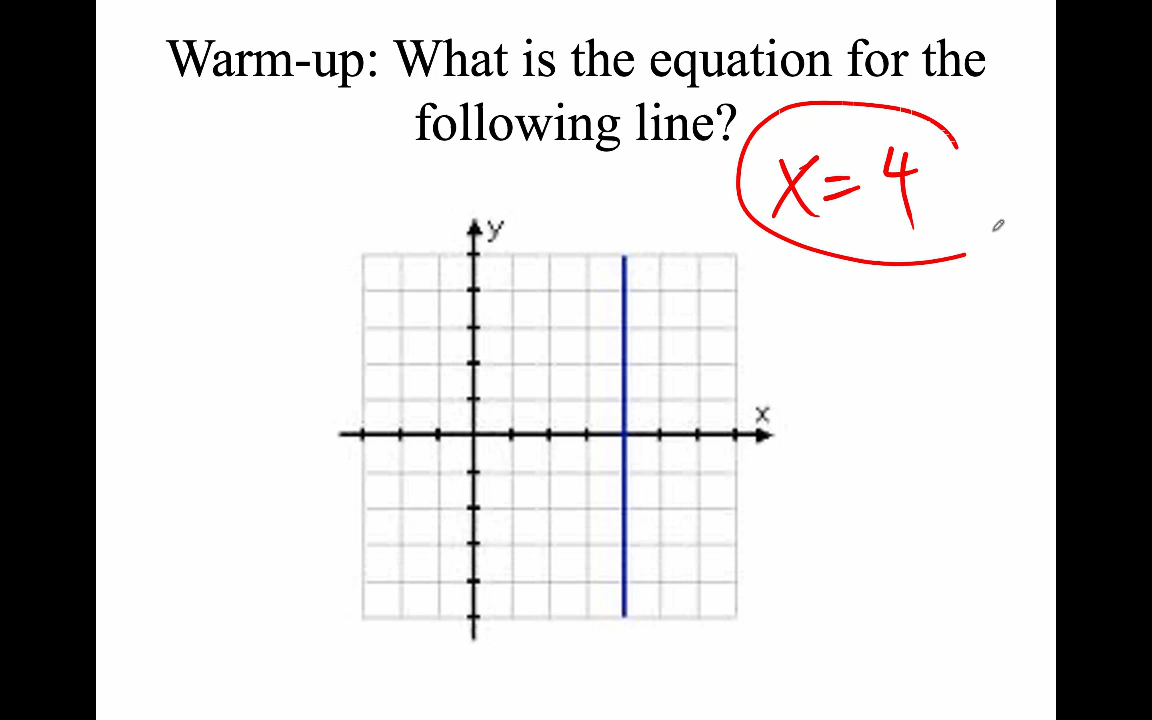 Warm-up: What is the equation for the
following line?
x = 4
y
x